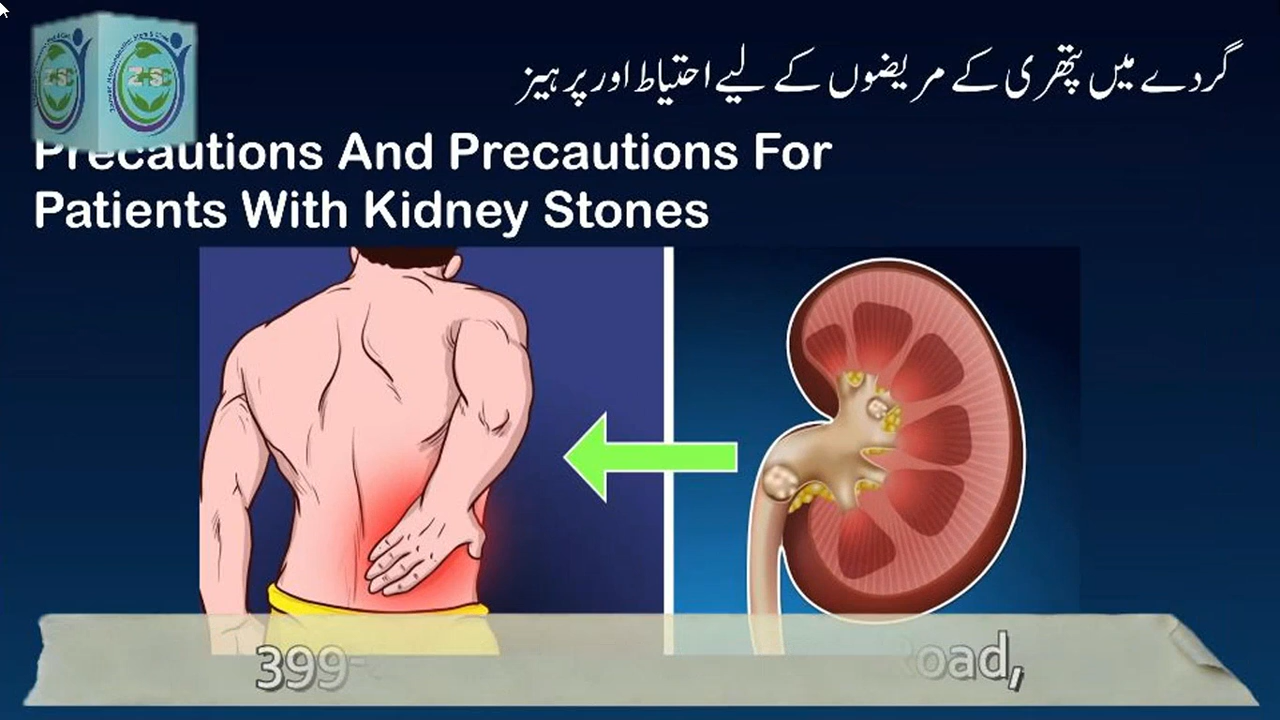 گردے میں پتھری کے مریضوں کے لیے احتیاط اور پرہیز
Precautions And Precautions For
Patients With Kidney Stones
ZSC
399-
Road,